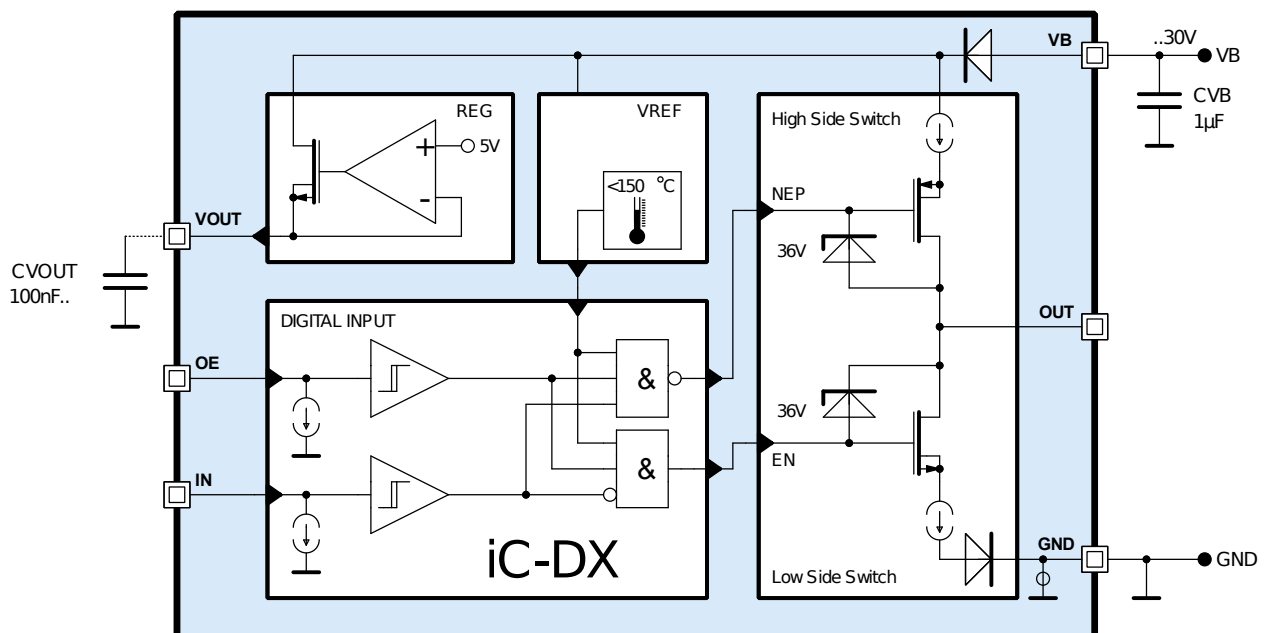 VB
..30V
VB
CVB
1µF
REG
5V
+
-
VREF
<150 °C
High Side Switch
NEP
36V
VOUT
CVOUT
100nF..
DIGITAL INPUT
OE
&
OUT
36V
EN
IN
&
iC-DX
Low Side Switch
GND
GND